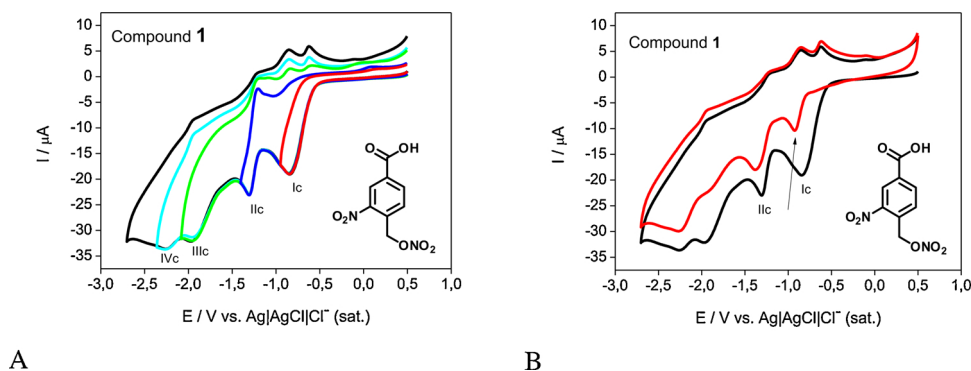 Compound 1
I / μA
10
5
0
-5
-10
-15
-20
-25
-30
-35
Ic
IIc
IIIc
IVc
O
OH
NO₂
ONO₂
-3,0 -2,5 -2,0 -1,5 -1,0 -0,5 0,0 0,5 1,0
E / V vs. Ag|AgCl|Cl⁻ (sat.)
A
Compound 1
I / μA
10
5
0
-5
-10
-15
-20
-25
-30
-35
Ic
IIc
O
OH
NO₂
ONO₂
-3,0 -2,5 -2,0 -1,5 -1,0 -0,5 0,0 0,5 1,0
E / V vs. Ag|AgCl|Cl⁻ (sat.)
B